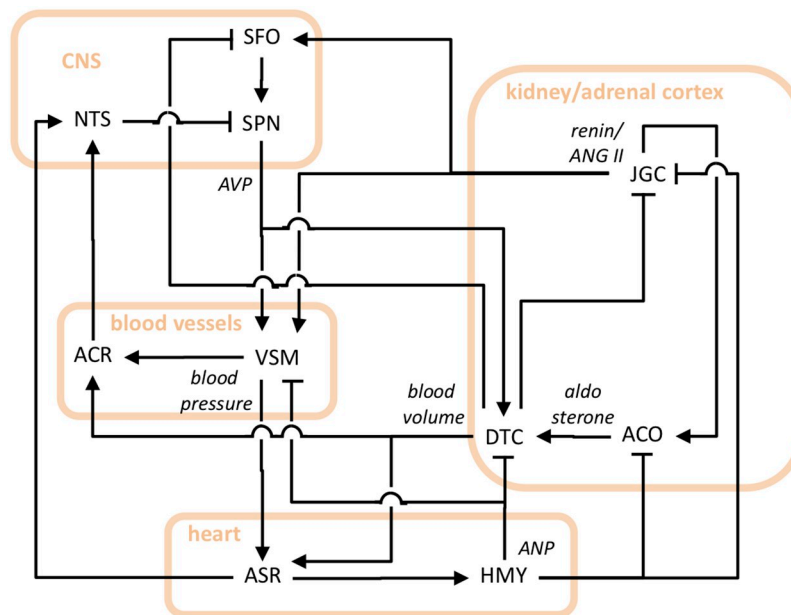 SFO
CNS
kidney/adrenal cortex
NTS
SPN
renin/
ANG II
JGC
AVP
blood vessels
ACR
VSM
blood
pressure
blood
volume
aldo
sterone
DTC
ACO
heart
ANP
ASR
HMY